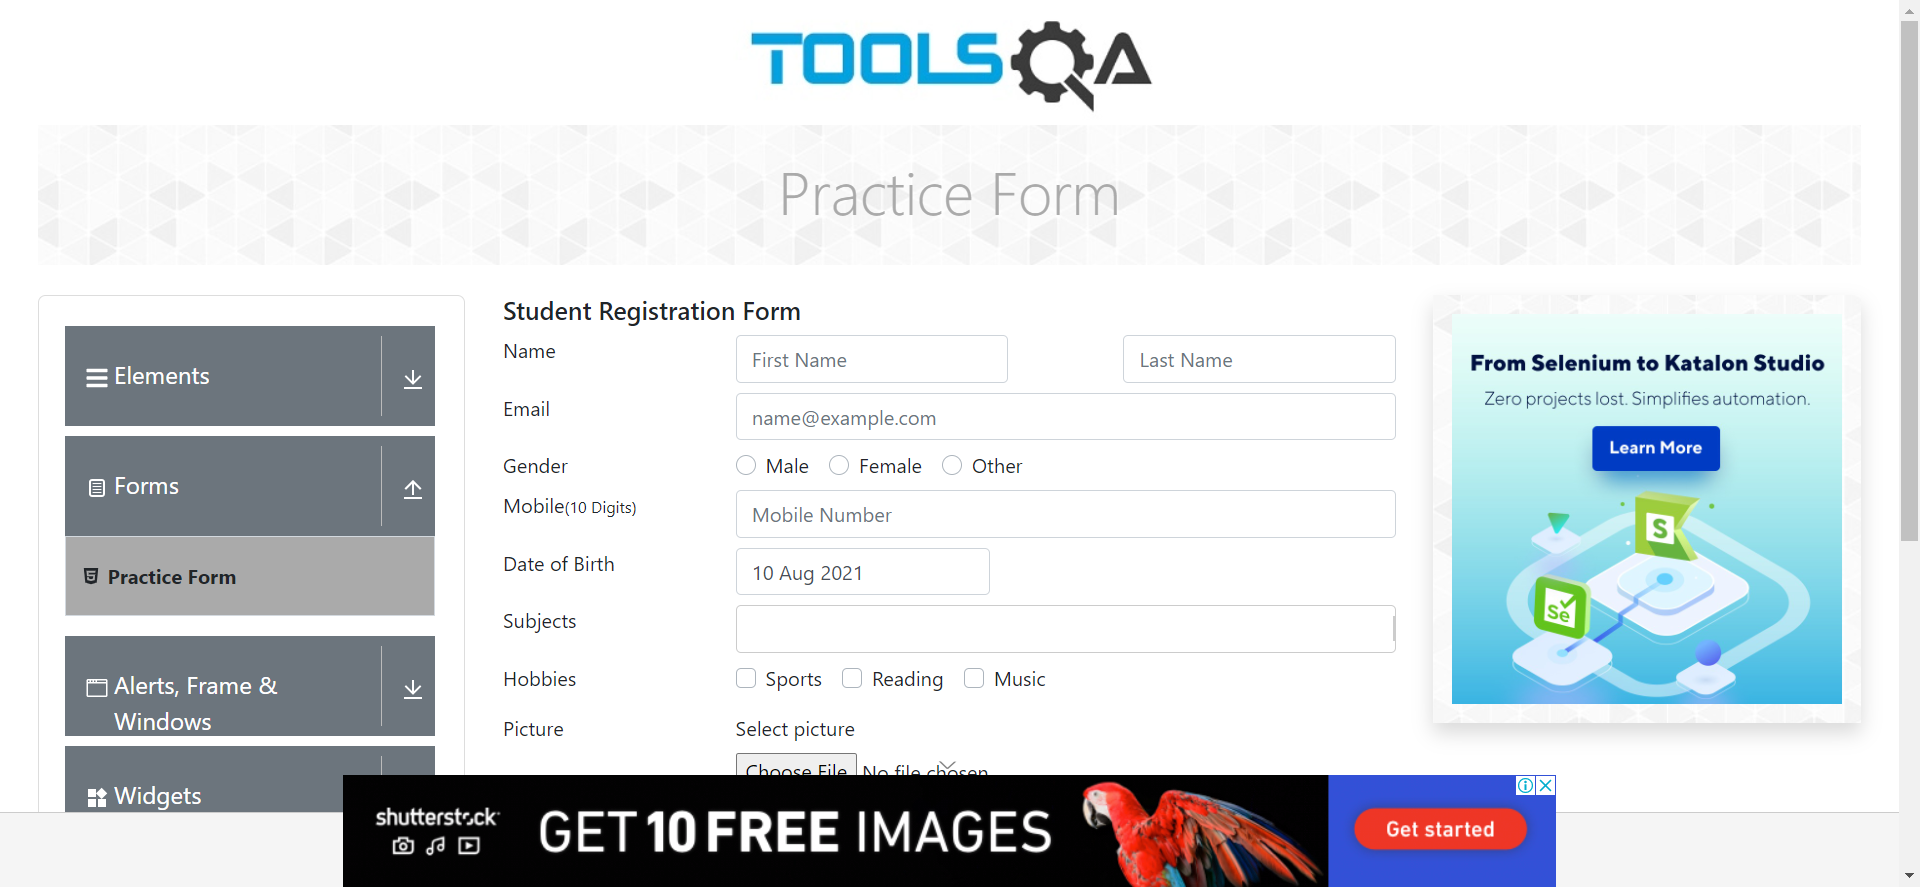 TOOLSQA
Practice Form
Elements
Forms
Practice Form
Alerts, Frame &
Windows
Widgets
Student Registration Form
Name First Name Last Name
Email name@example.com
Gender Male Female Other
Mobile(10 Digits) Mobile Number
Date of Birth 10 Aug 2021
Subjects
Hobbies Sports Reading Music
Picture Select picture
Choose File No file chosen
From Selenium to Katalon Studio
Zero projects lost. Simplifies automation.
Learn More
S
Se
shutterstock
GET 10 FREE IMAGES
Get started